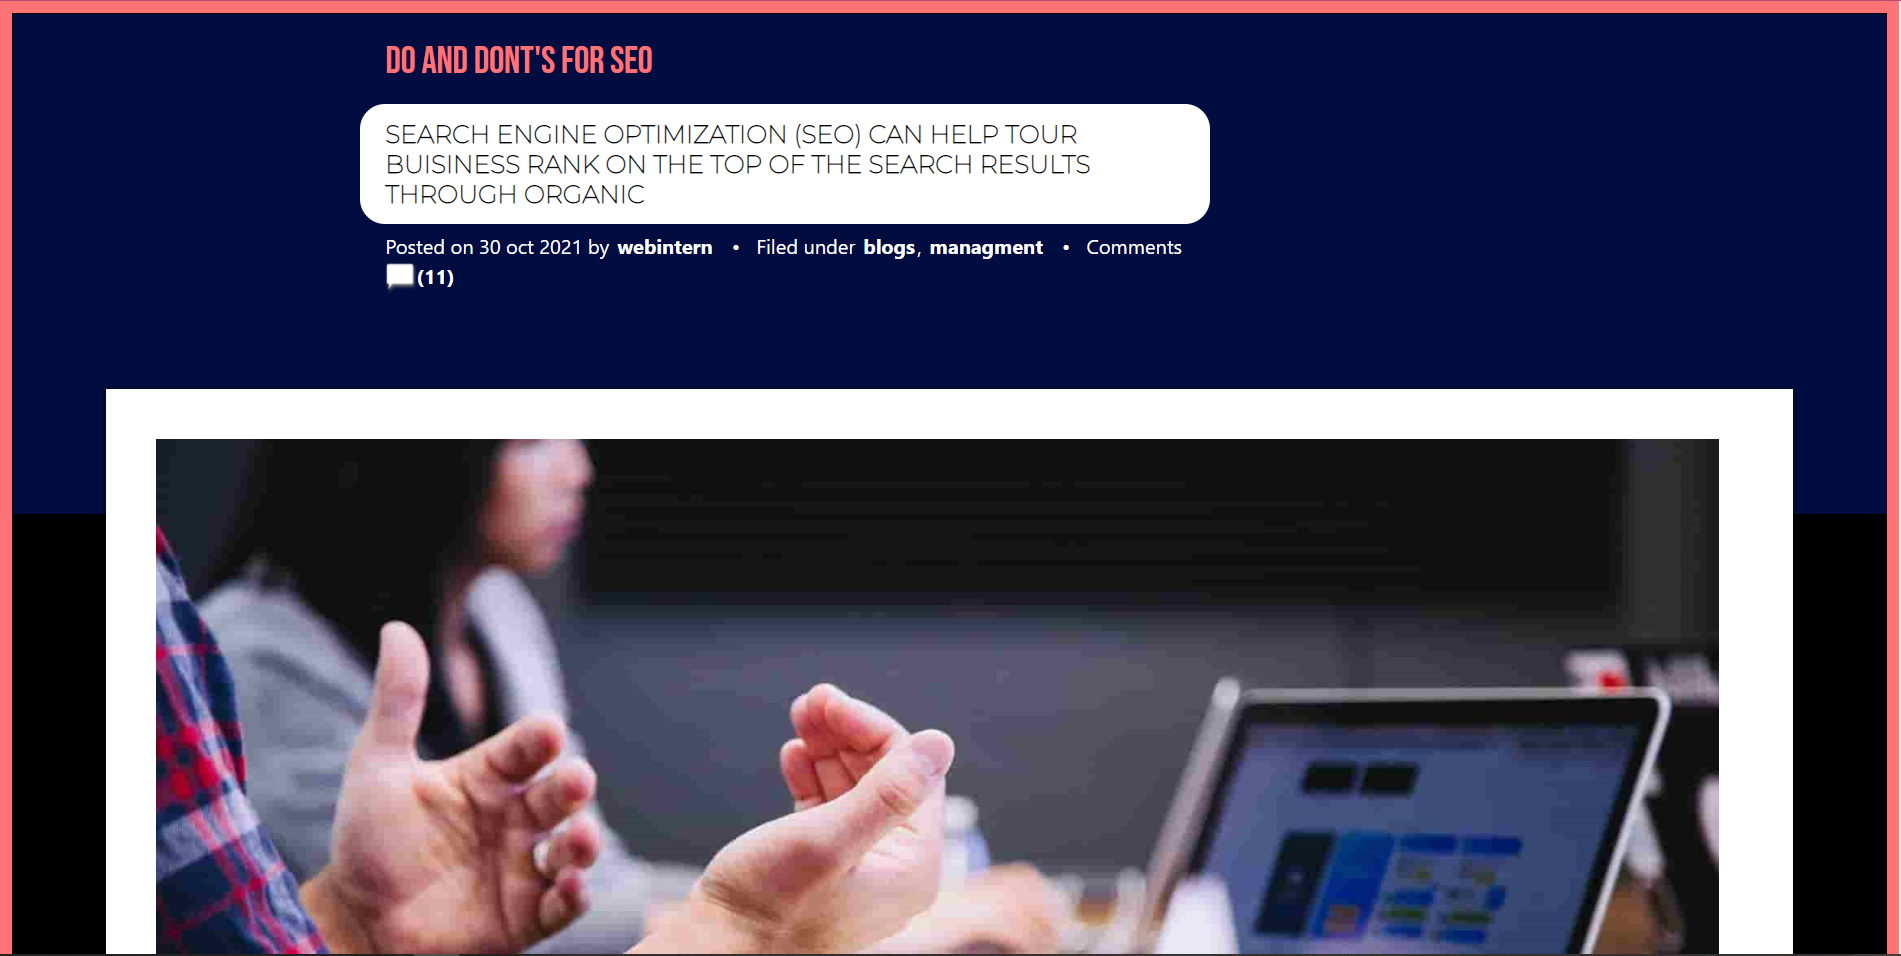 DO AND DONT'S FOR SEO
SEARCH ENGINE OPTIMIZATION (SEO) CAN HELP TOUR
BUISINESS RANK ON THE TOP OF THE SEARCH RESULTS
THROUGH ORGANIC
Posted on 30 oct 2021 by webintern • Filed under blogs, managment • Comments
(11)